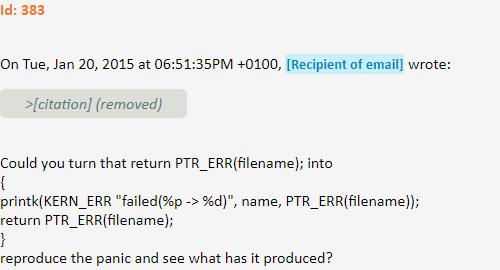 Id: 383
On Tue, Jan 20, 2015 at 06:51:35PM +0100, [Recipient of email] wrote:
>[citation] (removed)
Could you turn that return PTR_ERR(filename); into
{
printk(KERN_ERR "failed(%p -> %d)", name, PTR_ERR(filename));
return PTR_ERR(filename);
}
reproduce the panic and see what has it produced?